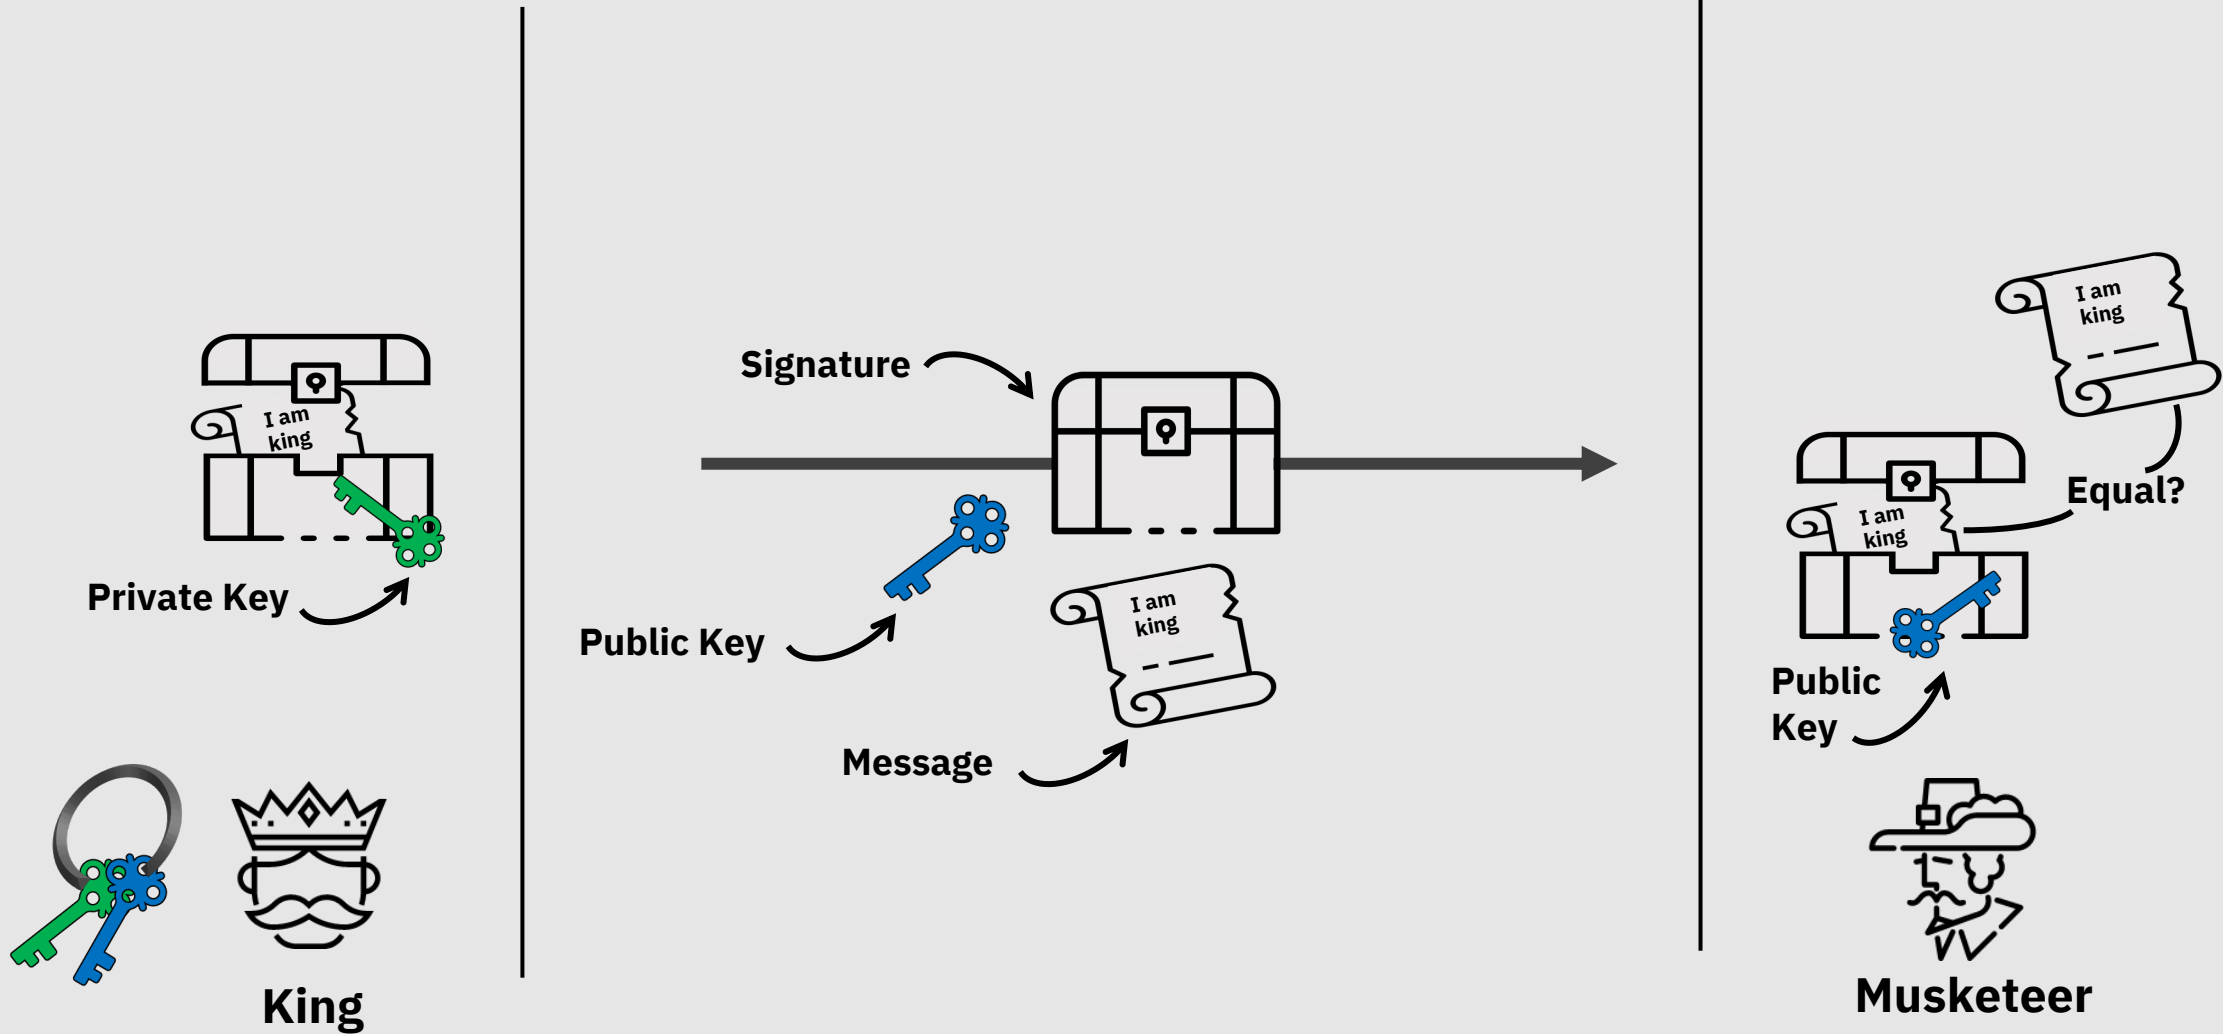 I am
king
Private Key
King
Signature
Public Key
I am
king
Message
I am
king
Equal?
I am
king
Public
Key
Musketeer